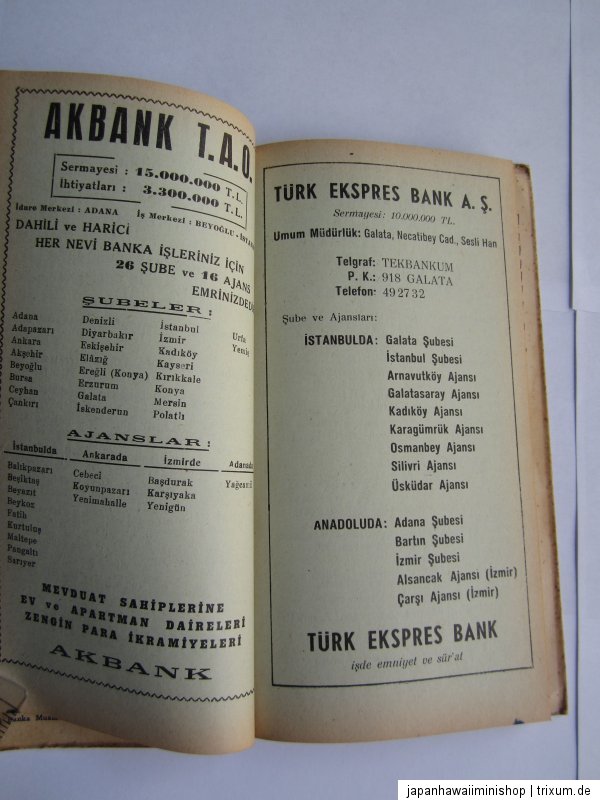 AKBANK T.A.O.
Sermayesi : 15.000.000 T.L.
İhtiyatları : 3.300.000 T.L.
İdare Merkezi : ADANA İş Merkezi : BEYOĞLU - İSTAN
DAHİLİ ve HARİCİ
HER NEVİ BANKA İŞLERİNİZ İÇİN
26 ŞUBE ve 16 AJANS
EMRİNİZDEDİ
ŞUBELER :
Adana Denizli İstanbul Urfa
Adapazarı Diyarbakır İzmir Yeniş
Ankara Eskişehir Kadıköy
Akşehir Elâzığ Kayseri
Beyoğlu Ereğli (Konya) Kırıkkale
Bursa Erzurum Konya
Ceyhan Galata Mersin
Çankırı İskenderun Polatlı
AJANSLAR :
İstanbulda Ankarada İzmirde Adanada
Balıkpazarı Cebeci Başdurak Yağcami
Beşiktaş Koyunpazarı Karşıyaka
Beyazıt Yenimahalle Yenigün
Beykoz
Fatih
Kurtuluş
Maltepe
Pangaltı
Sarıyer
MEVDUAT SAHİPLERİNE
EV ve APARTMAN DAİRELERİ
ZENGİN PARA İKRAMİYELERİ
AKBANK
TÜRK EKSPRES BANK A. Ş.
Sermayesi: 10.000.000 TL.
Umum Müdürlük: Galata, Necatibey Cad., Sesli Han
Telgraf: TEKBANKUM
P. K.: 918 GALATA
Telefon: 49 27 32
Şube ve Ajansları:
İSTANBULDA: Galata Şubesi
İstanbul Şubesi
Arnavutköy Ajansı
Galatasaray Ajansı
Kadıköy Ajansı
Karagümrük Ajansı
Osmanbey Ajansı
Silivri Ajansı
Üsküdar Ajansı
ANADOLUDA: Adana Şubesi
Bartın Şubesi
İzmir Şubesi
Alsancak Ajansı (İzmir)
Çarşı Ajansı (İzmir)
TÜRK EKSPRES BANK
işde emniyet ve sür'at
japanhawaiiminishop | trixum.de